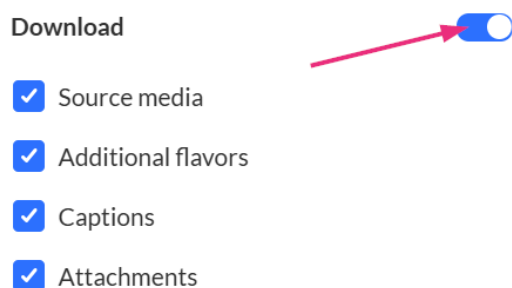 Download
Source media
Additional flavors
Captions
Attachments